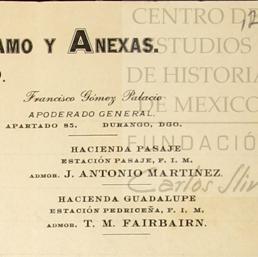 CENTRO DE
ESTUDIOS
DE HISTORIA
DE MEXICO
FUNDACIÓN
Carlos Slim
AMO Y ANEXAS.
O.
Francisco Gómez Palacio
APODERADO GENERAL.
APARTADO 85. DURANGO, DGO.
HACIENDA PASAJE
ESTACIÓN PASAJE, F. I. M.
ADMOR. J. ANTONIO MARTINEZ.
HACIENDA GUADALUPE
ESTACIÓN PEDRICEÑA, F. I. M,
ADMOR. T. M. FAIRBAIRN.